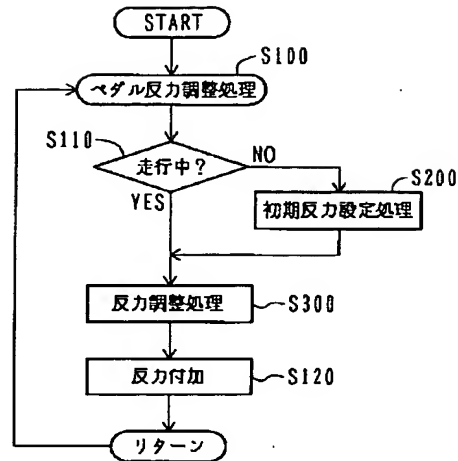 START
S100
ペダル反力調整処理
S110
走行中?
NO
YES
S200
初期反力設定処理
反力調整処理
S300
反力付加
S120
リターン